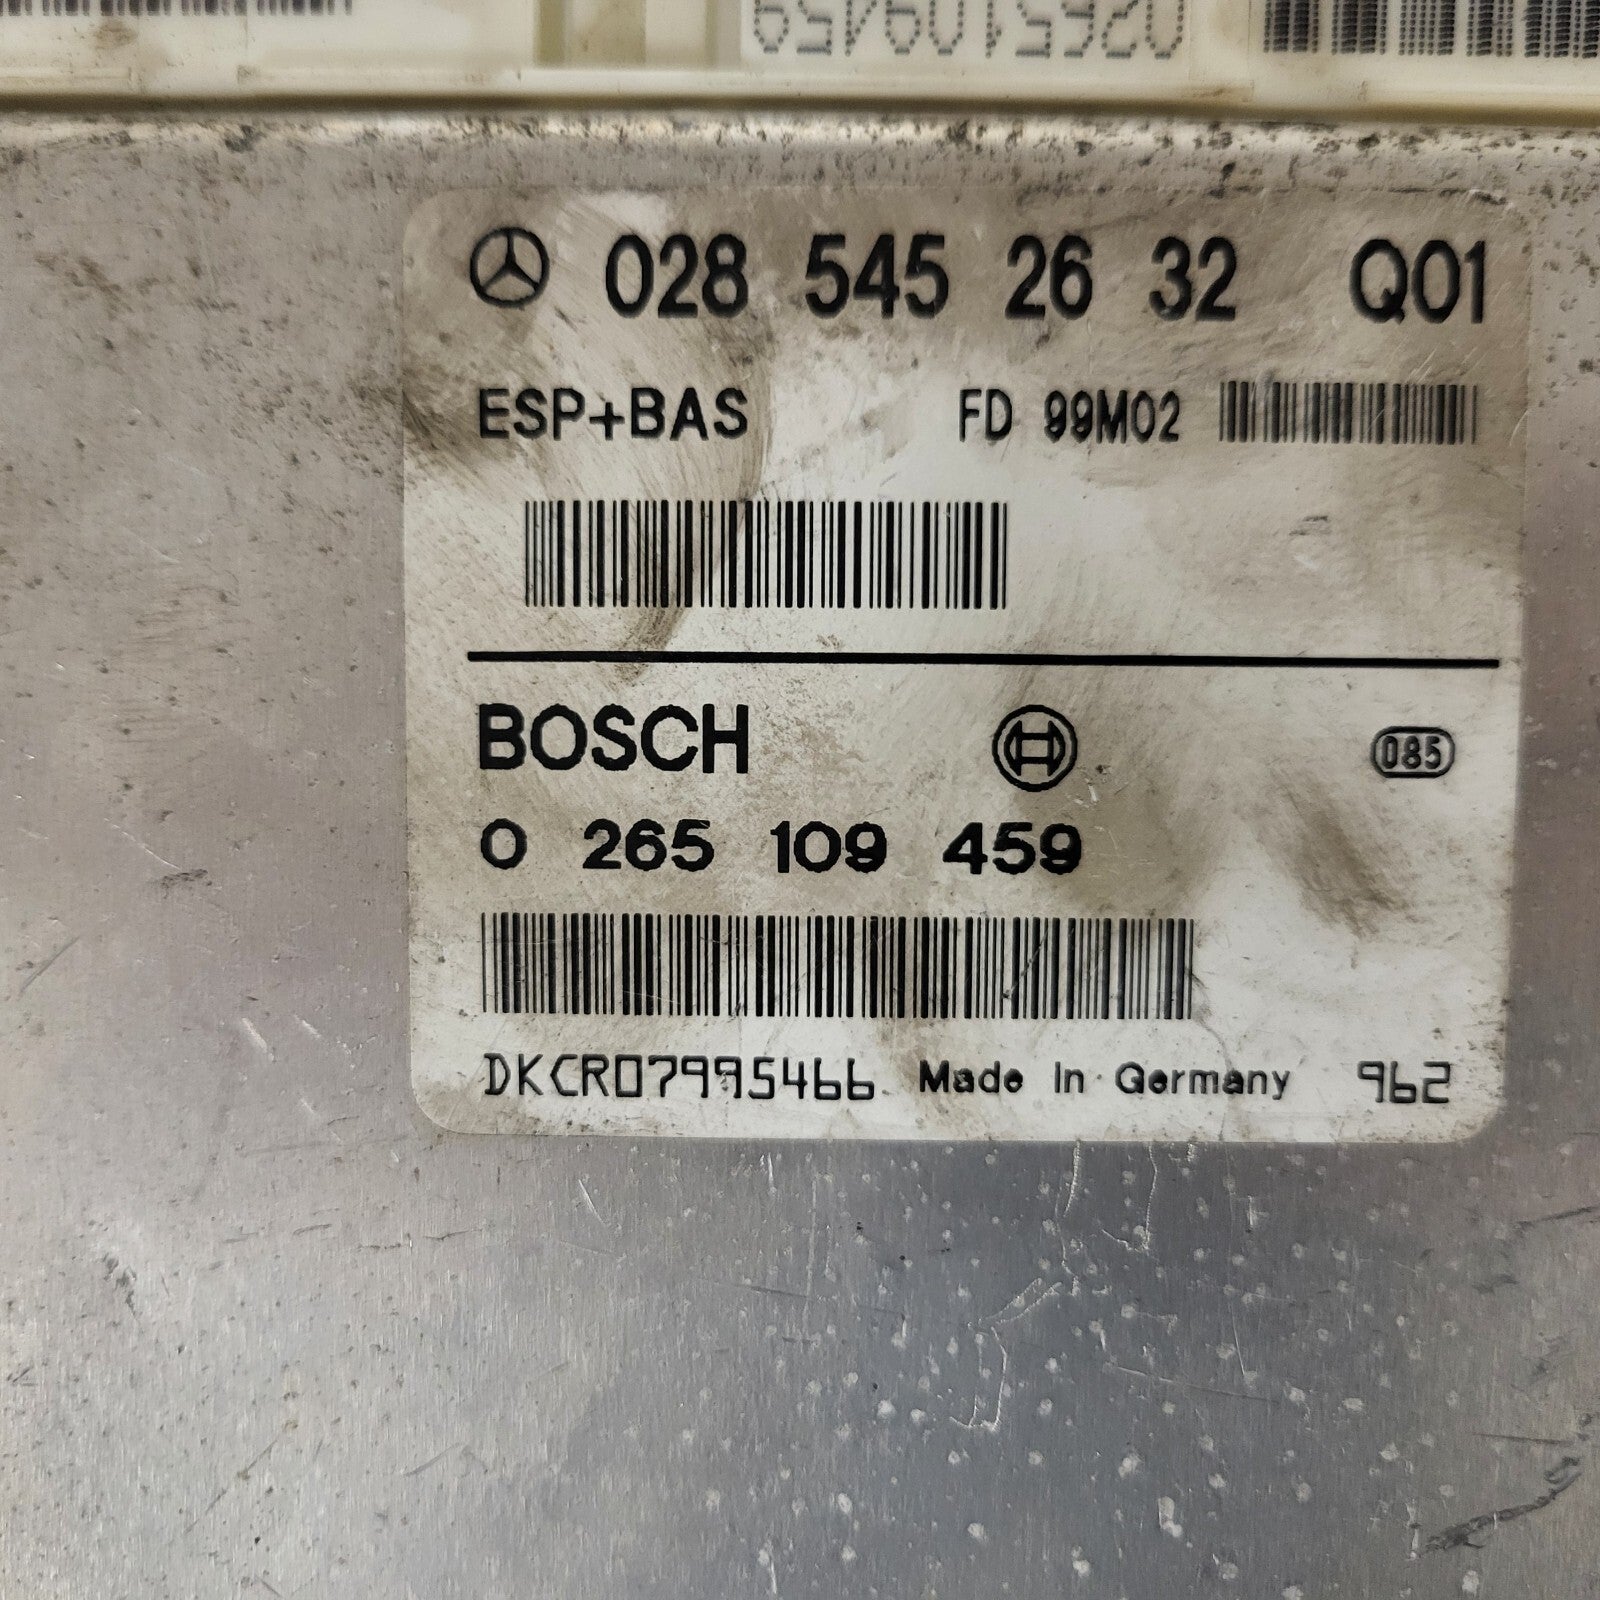 0265109459
028 545 26 32 Q01
ESP+BAS FD 99M02
BOSCH 085
0 265 109 459
DKCR07995466 Made in Germany 962